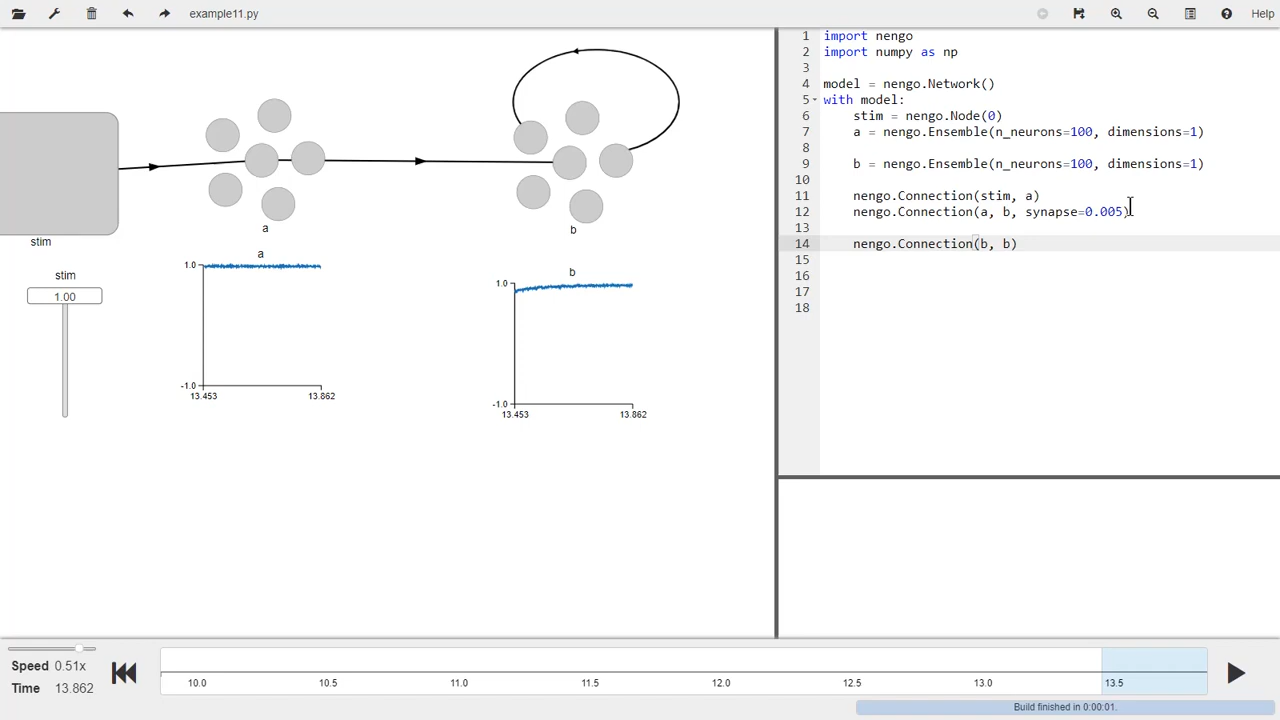 example11.py
Help
stim
a
b
stim
1.00
a
1.0
-1.0
13.453
13.862
b
1.0
-1.0
13.453
13.862
1 import nengo
2 import numpy as np
3
4 model = nengo.Network()
5 with model:
6 stim = nengo.Node(0)
7 a = nengo.Ensemble(n_neurons=100, dimensions=1)
8
9 b = nengo.Ensemble(n_neurons=100, dimensions=1)
10
11 nengo.Connection(stim, a)
12 nengo.Connection(a, b, synapse=0.005)
13
14 nengo.Connection(b, b)
15
16
17
18
Speed 0.51x
Time 13.862
10.0 10.5 11.0 11.5 12.0 12.5 13.0 13.5
Build finished in 0:00:01.